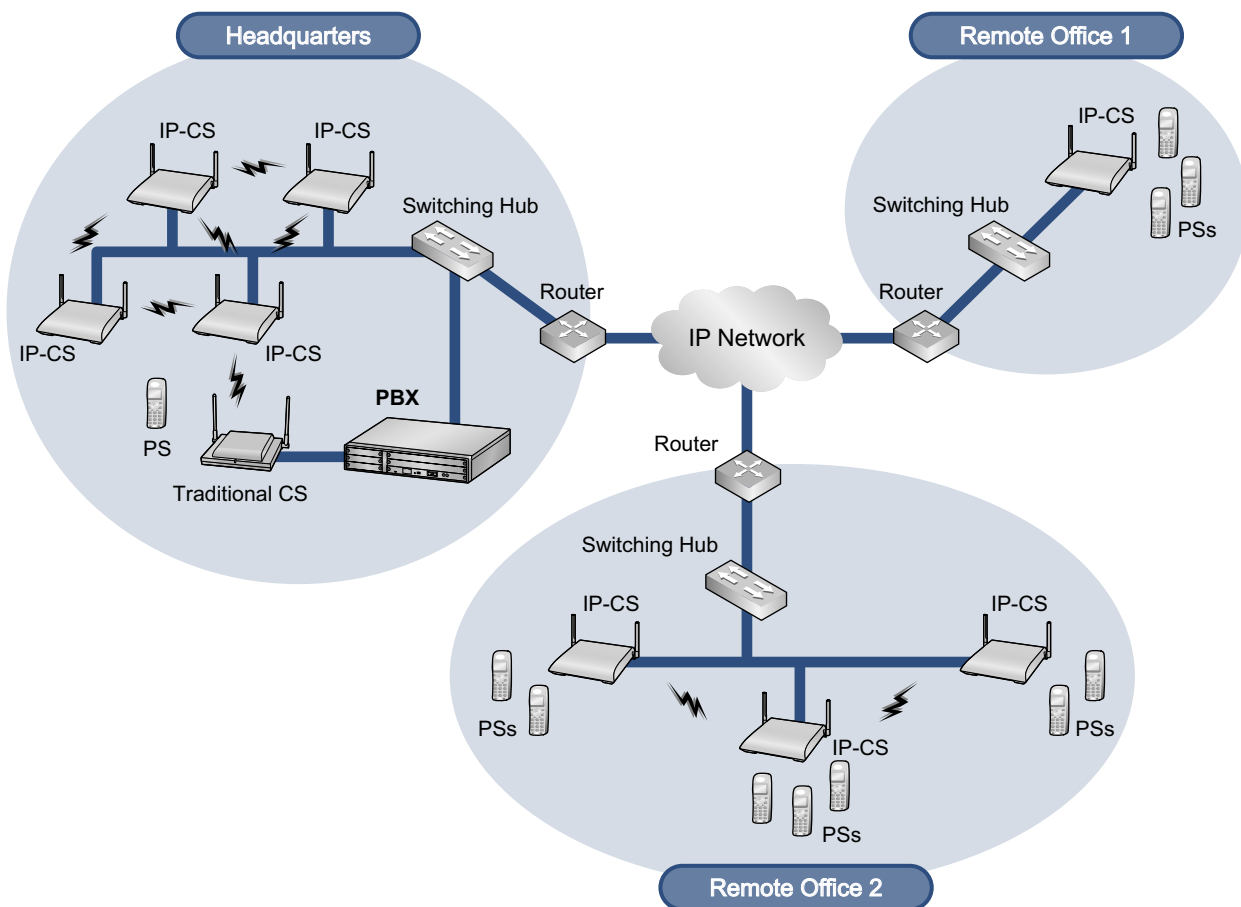 Headquarters
Remote Office 1
IP-CS
IP-CS
IP-CS
Switching Hub
Switching Hub
PSs
Router
Router
IP Network
IP-CS
IP-CS
PBX
PS
Traditional CS
Router
Switching Hub
IP-CS
IP-CS
PSs
PSs
IP-CS
PSs
Remote Office 2